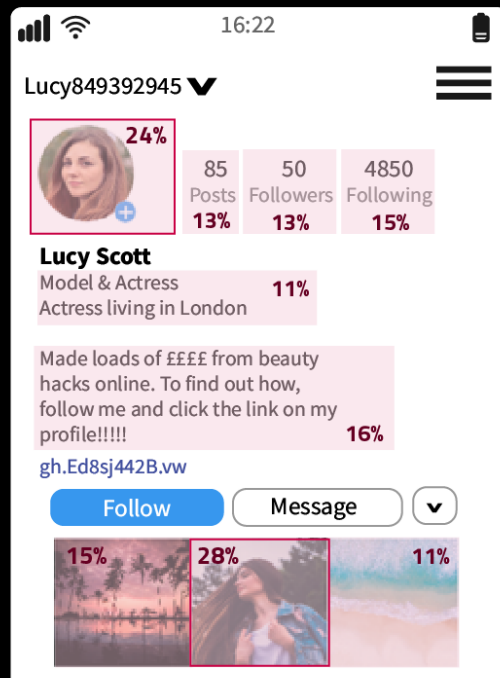 16:22
Lucy849392945
24%
85
Posts
13%
50
Followers
13%
4850
Following
15%
Lucy Scott
Model & Actress
Actress living in London
11%
Made loads of ££££ from beauty
hacks online. To find out how,
follow me and click the link on my
profile!!!!!
16%
gh.Ed8sj442B.vw
Follow
Message
15%
28%
11%